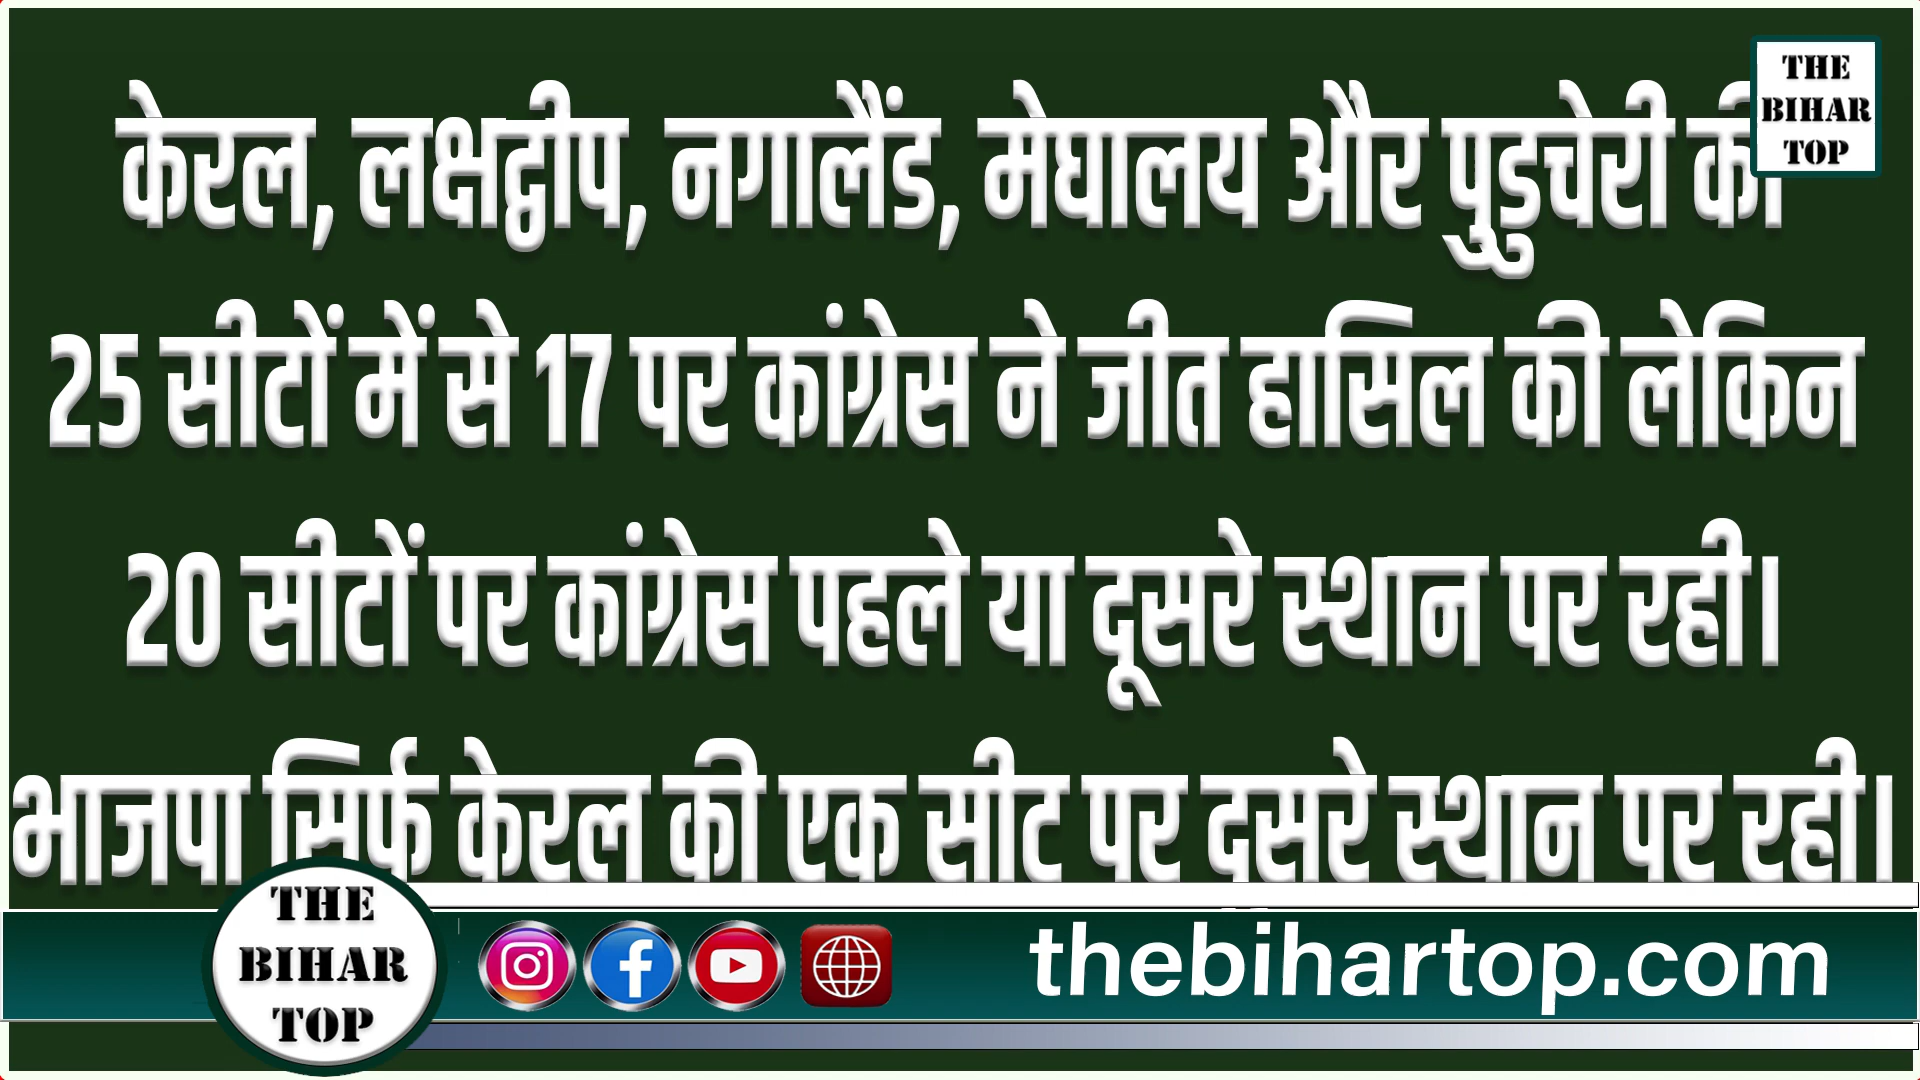 केरल, लक्षद्वीप, नगालैंड, मेघालय और पुडुचेरी की
25 सीटों में से 17 पर कांग्रेस ने जीत हासिल की लेकिन
20 सीटों पर कांग्रेस पहले या दूसरे स्थान पर रही।
भाजपा सिर्फ केरल की एक सीट पर दूसरे स्थान पर रही।
THE
BIHAR
TOP
THE
BIHAR
TOP
thebihartop.com